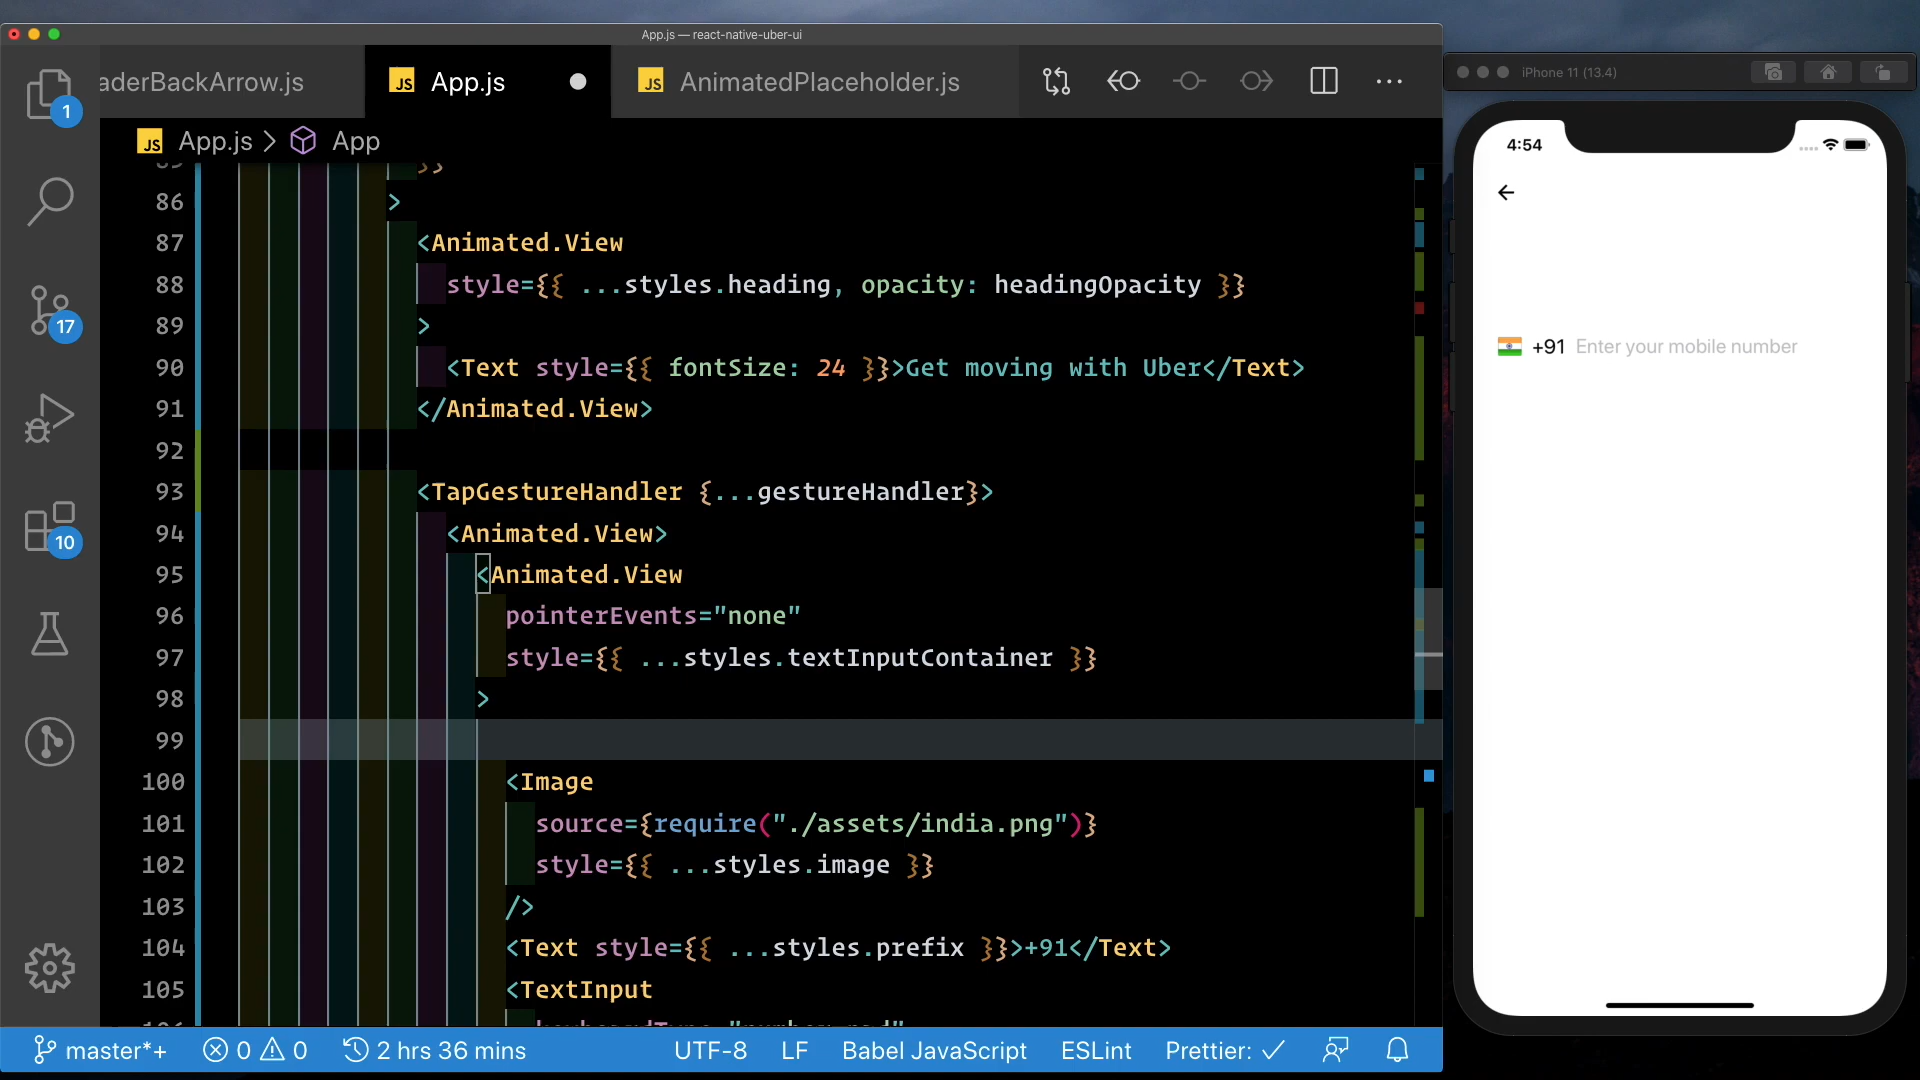 App.js — react-native-uber-ui
aderBackArrow.js
JS App.js
JS AnimatedPlaceholder.js
JS App.js > App
1
17
10
}}
86 >
87 <Animated.View
88 style={{ ...styles.heading, opacity: headingOpacity }}
89 >
90 <Text style={{ fontSize: 24 }}>Get moving with Uber</Text>
91 </Animated.View>
92
93 <TapGestureHandler {...gestureHandler}>
94 <Animated.View>
95 <Animated.View
96 pointerEvents="none"
97 style={{ ...styles.textInputContainer }}
98 >
99
100 <Image
101 source={require("./assets/india.png")}
102 style={{ ...styles.image }}
103 />
104 <Text style={{ ...styles.prefix }}>+91</Text>
105 <TextInput
master*+ 0 0 2 hrs 36 mins UTF-8 LF Babel JavaScript ESLint Prettier: ✓
iPhone 11 (13.4)
4:54
+91 Enter your mobile number